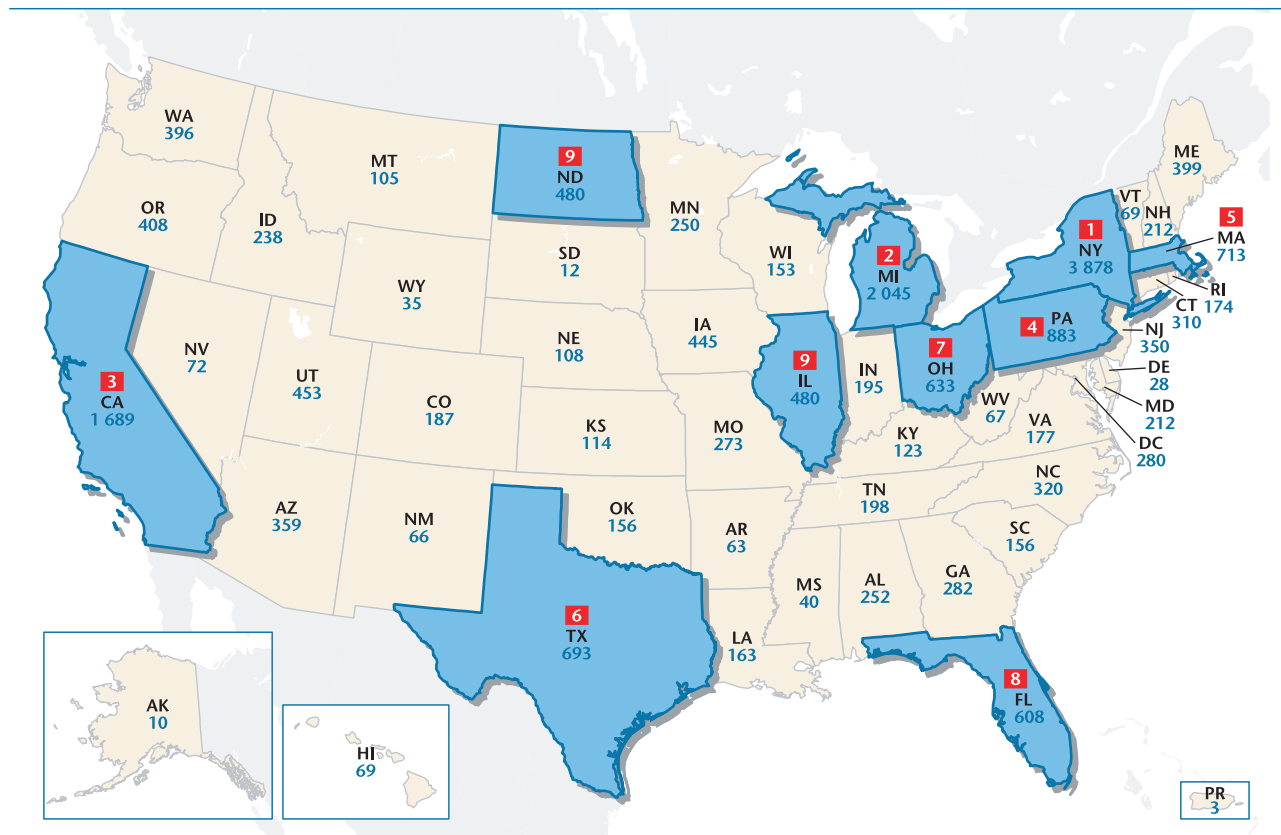 WA
396
MT
105
9
ND
480
MN
250
ME
399
VT
69
NH
212
5
MA
713
1
NY
3 878
OR
408
ID
238
SD
12
WI
153
2
MI
2 045
RI
174
CT
310
WY
35
IA
445
4
PA
883
NJ
350
NV
72
NE
108
9
IL
480
IN
195
7
OH
633
DE
28
3
CA
1 689
UT
453
CO
187
KS
114
MO
273
WV
67
VA
177
MD
212
DC
280
KY
123
NC
320
TN
198
AZ
359
NM
66
OK
156
AR
63
SC
156
MS
40
AL
252
GA
282
6
TX
693
LA
163
8
FL
608
AK
10
HI
69
PR
3